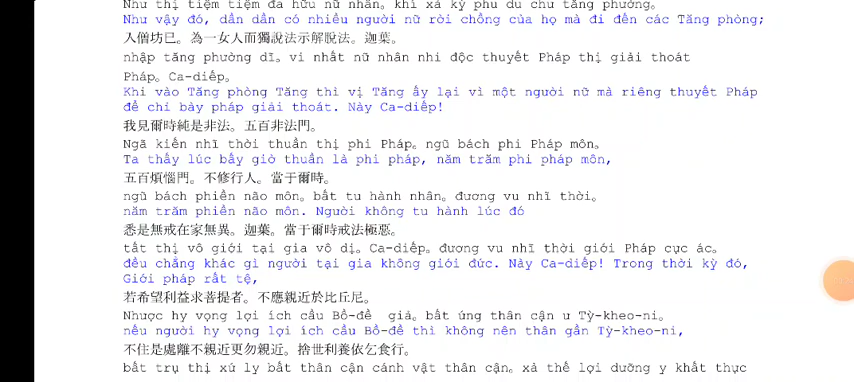 Như thị tiệm tiệm đa hữu nữ nhân。khí xả kỳ phu du chư tăng phường。
Như vậy đó, dần dần có nhiều người nữ rời chồng của họ mà đi đến các Tăng phòng;
人僧坊已。為一女人而獨說法示解脫法。迦葉。
nhập tăng phường dĩ。vi nhất nữ nhân nhi độc thuyết Pháp thị giải thoát
Pháp。Ca-diếp。
Khi vào Tăng phòng Tăng thì vị Tăng ấy lại vì một người nữ mà riêng thuyết Pháp
để chỉ bày pháp giải thoát. Này Ca-diếp!
我見爾時純是非法。五百非法門。
Ngã kiến nhĩ thời thuần thị phi Pháp。ngũ bách phi Pháp môn。
Ta thấy lúc bấy giờ thuần là phi pháp, năm trăm phi pháp môn,
五百煩惱門。不修行人。當于爾時。
ngũ bách phiền não môn。bất tu hành nhân。đương vu nhĩ thời。
năm trăm phiền não môn. Người không tu hành lúc đó
悉是無戒在家無異。迦葉。當于爾時戒法極惡。
tất thị vô giới tại gia vô dị。Ca-diếp。đương vu nhĩ thời giới Pháp cực ác。
đều chẳng khác gì người tại gia không giới đức. Này Ca-diếp! Trong thời kỳ đó,
Giới pháp rất tệ,
若希望利益求菩提者。不應親近於比丘尼。
Nhược hy vọng lợi ích cầu Bồ-đề giả。bất úng thân cận ư Tỳ-kheo-ni。
nếu người hy vọng lợi ích cầu Bồ-đề thì không nên thân gần Tỳ-kheo-ni,
不住是處離不親近更勿親近。捨世利養依乞食行。
bất trụ thị xứ ly bất thân cận cánh vật thân cận。xả thế lợi dưỡng y khất thực